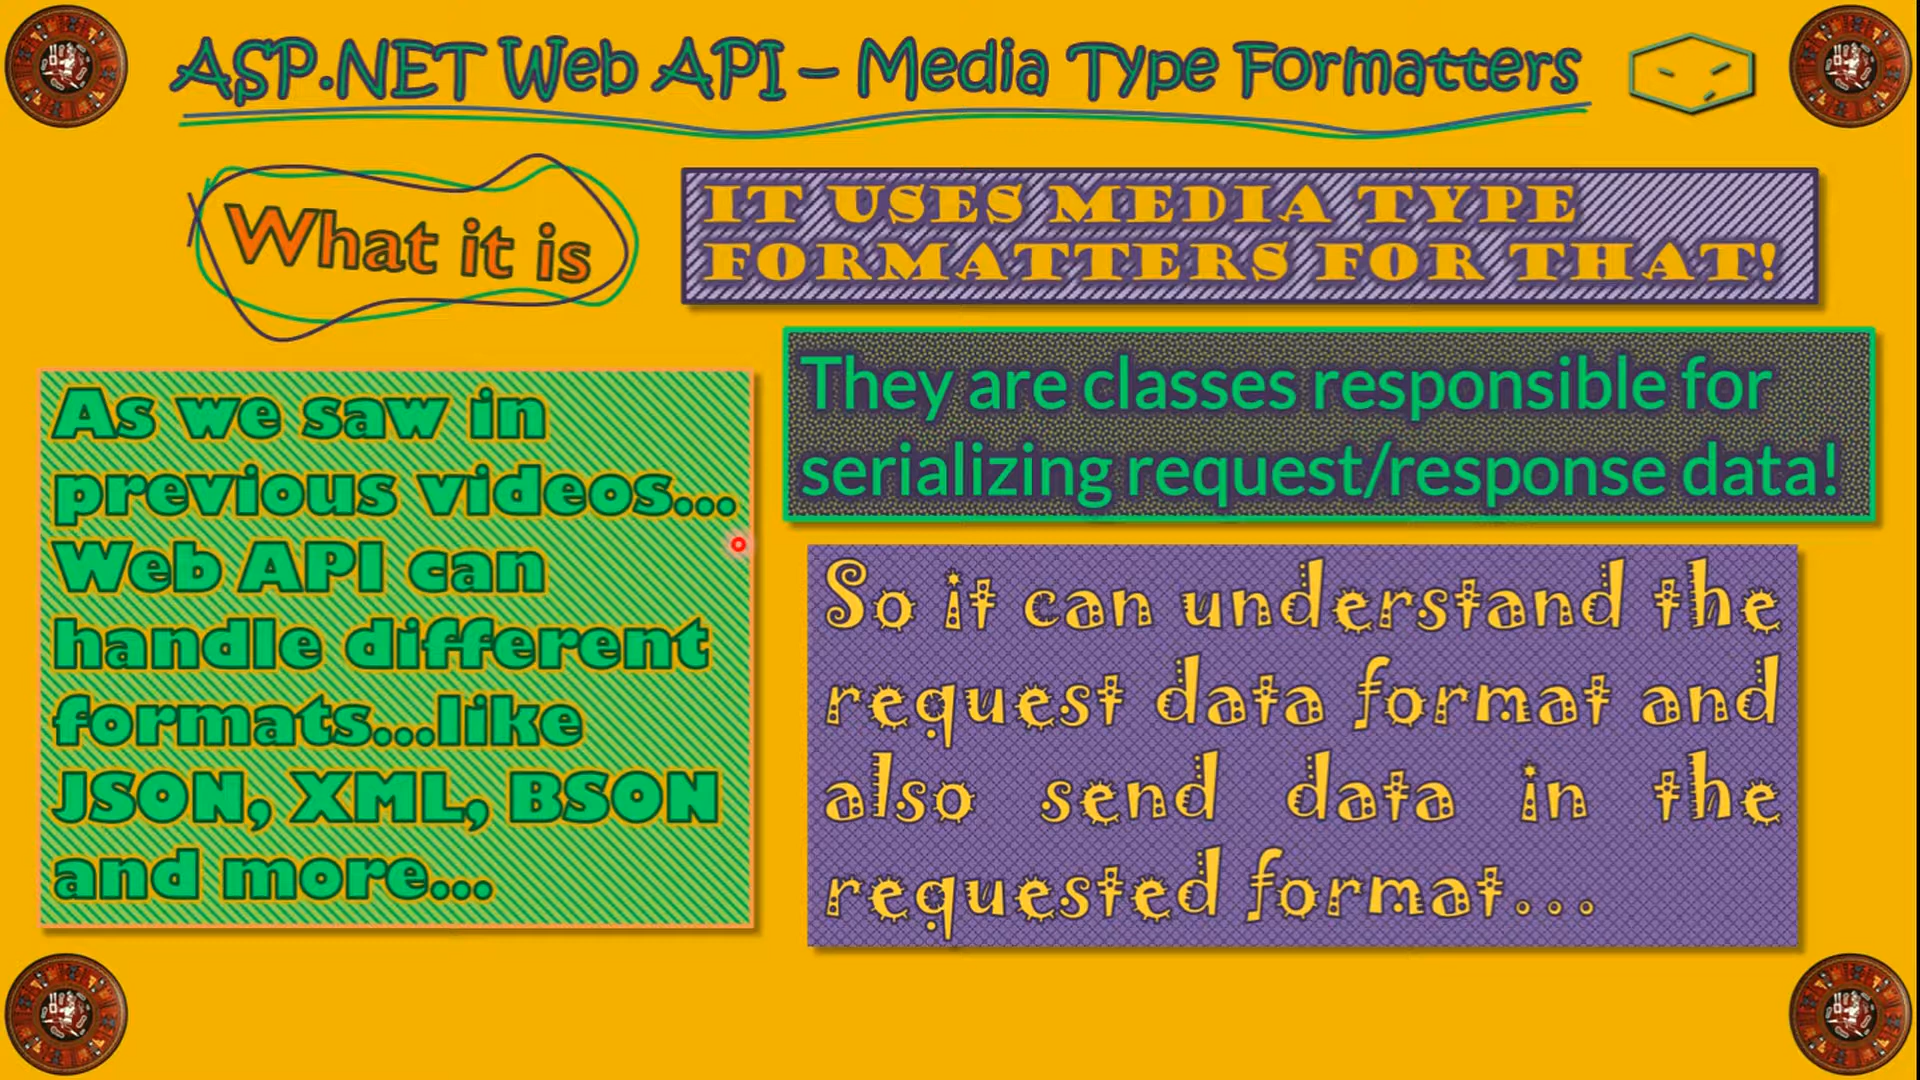 ASP.NET Web API – Media Type Formatters
What it is
IT USES MEDIA TYPE
FORMATTERS FOR THAT!
As we saw in
previous videos...
Web API can
handle different
formats...like
JSON, XML, BSON
and more...
They are classes responsible for
serializing request/response data!
So it can understand the
request data format and
also send data in the
requested format...